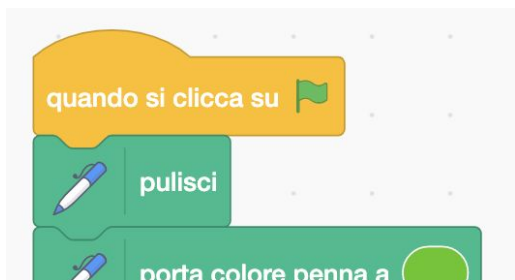 quando si clicca su
pulisci
porta colore penna a